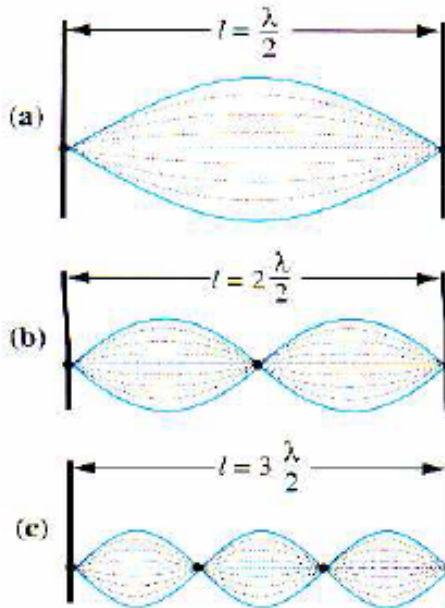 l = λ/2
(a)
l = 2 λ/2
(b)
l = 3 λ/2
(c)